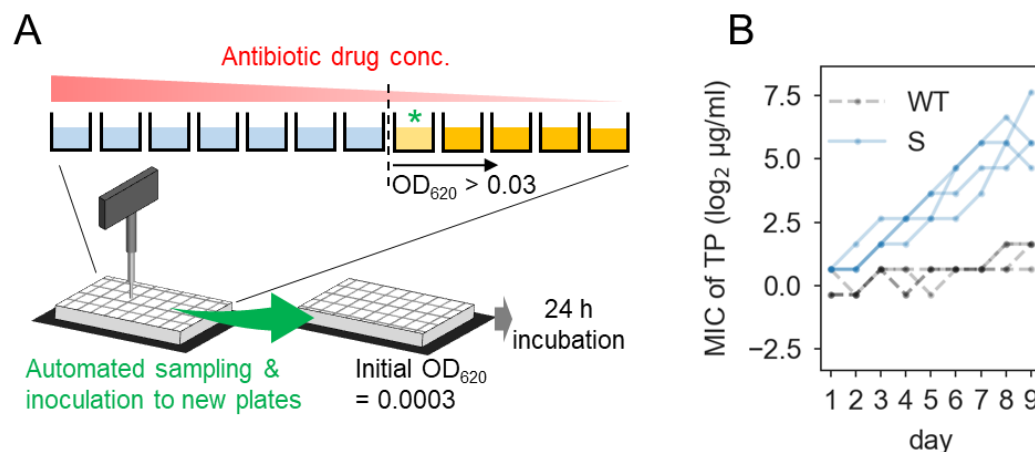 A
Antibiotic drug conc.
*
OD₆₂₀ > 0.03
Automated sampling &
inoculation to new plates
Initial OD₆₂₀
= 0.0003
24 h
incubation
B
MIC of TP (log₂ µg/ml)
7.5
5.0
2.5
0.0
−2.5
WT
S
1 2 3 4 5 6 7 8 9
day